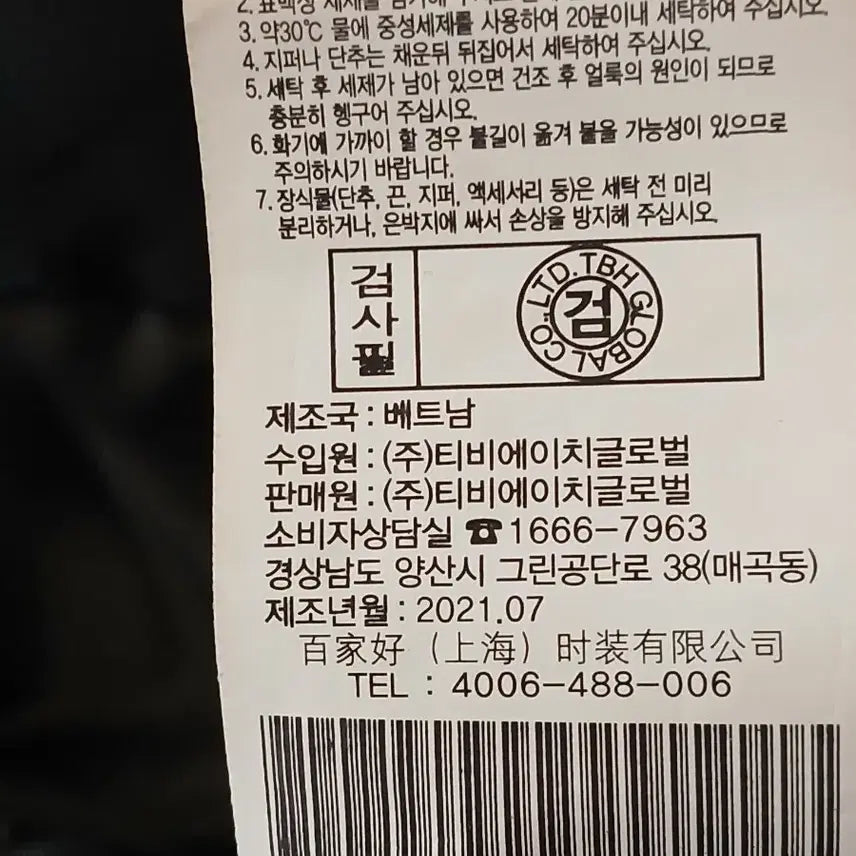 2. 표백성 세제를
3. 약30℃ 물에 중성세제를 사용하여 20분이내 세탁하여 주십시오.
4. 지퍼나 단추는 채운뒤 뒤집어서 세탁하여 주십시오.
5. 세탁 후 세제가 남아 있으면 건조 후 얼룩의 원인이 되므로
충분히 헹구어 주십시오.
6. 화기에 가까이 할 경우 불길이 옮겨 붙을 가능성이 있으므로
주의하시기 바랍니다.
7. 장식물(단추, 끈, 지퍼, 액세서리 등)은 세탁 전 미리
분리하거나, 은박지에 싸서 손상을 방지해 주십시오.
검사필
TBH GLOBAL CO.,LTD.
검
제조국 : 베트남
수입원 : (주)티비에이치글로벌
판매원 : (주)티비에이치글로벌
소비자상담실 ☎1666-7963
경상남도 양산시 그린공단로 38(매곡동)
제조년월 : 2021.07
百家好（上海）时装有限公司
TEL : 4006-488-006